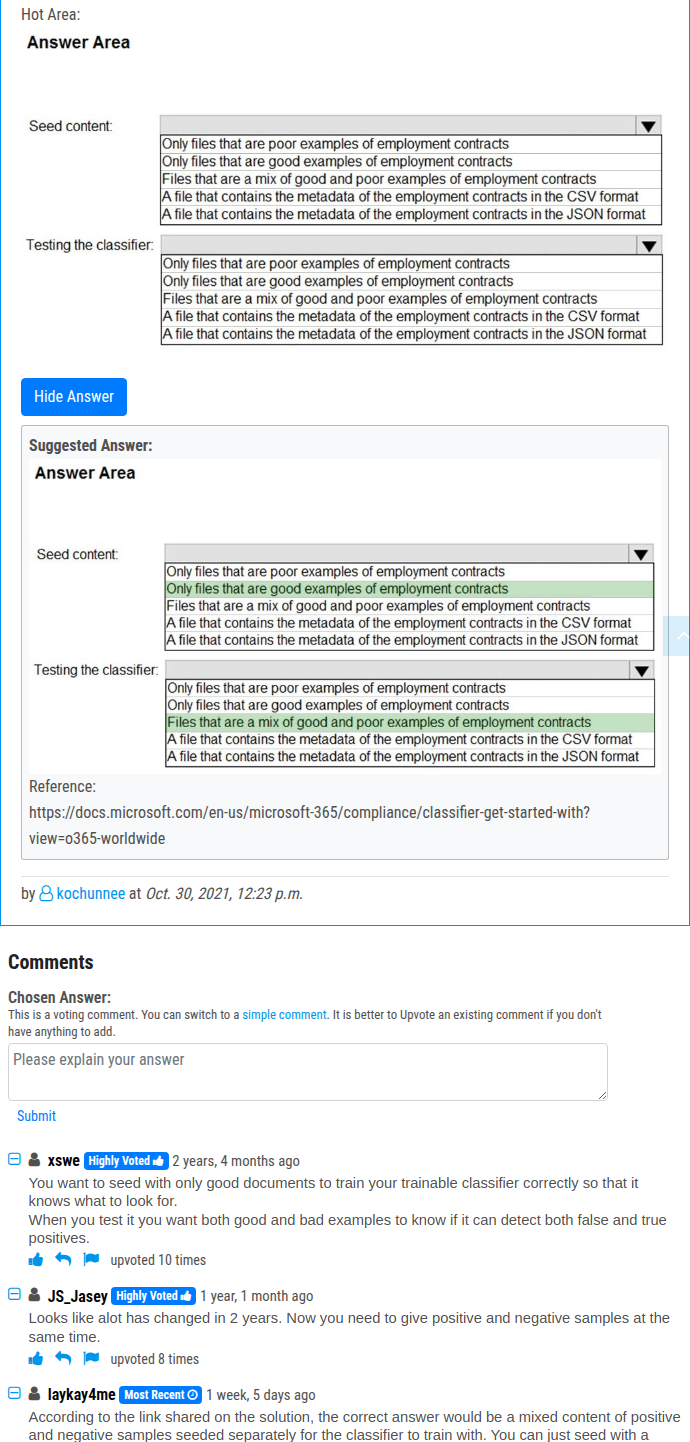 Hot Area:
Answer Area
Seed content:
Only files that are poor examples of employment contracts
Only files that are good examples of employment contracts
Files that are a mix of good and poor examples of employment contracts
A file that contains the metadata of the employment contracts in the CSV format
A file that contains the metadata of the employment contracts in the JSON format
Testing the classifier:
Only files that are poor examples of employment contracts
Only files that are good examples of employment contracts
Files that are a mix of good and poor examples of employment contracts
A file that contains the metadata of the employment contracts in the CSV format
A file that contains the metadata of the employment contracts in the JSON format
Hide Answer
Suggested Answer:
Answer Area
Seed content:
Only files that are poor examples of employment contracts
Only files that are good examples of employment contracts
Files that are a mix of good and poor examples of employment contracts
A file that contains the metadata of the employment contracts in the CSV format
A file that contains the metadata of the employment contracts in the JSON format
Testing the classifier:
Only files that are poor examples of employment contracts
Only files that are good examples of employment contracts
Files that are a mix of good and poor examples of employment contracts
A file that contains the metadata of the employment contracts in the CSV format
A file that contains the metadata of the employment contracts in the JSON format
Reference:
https://docs.microsoft.com/en-us/microsoft-365/compliance/classifier-get-started-with?
view=o365-worldwide
by kochunnee at Oct. 30, 2021, 12:23 p.m.
Comments
Chosen Answer:
This is a voting comment. You can switch to a simple comment. It is better to Upvote an existing comment if you don't
have anything to add.
Please explain your answer
Submit
xswe Highly Voted 2 years, 4 months ago
You want to seed with only good documents to train your trainable classifier correctly so that it
knows what to look for.
When you test it you want both good and bad examples to know if it can detect both false and true
positives.
upvoted 10 times
JS_Jasey Highly Voted 1 year, 1 month ago
Looks like alot has changed in 2 years. Now you need to give positive and negative samples at the
same time.
upvoted 8 times
laykay4me Most Recent 1 week, 5 days ago
According to the link shared on the solution, the correct answer would be a mixed content of positive
and negative samples seeded separately for the classifier to train with. You can just seed with a